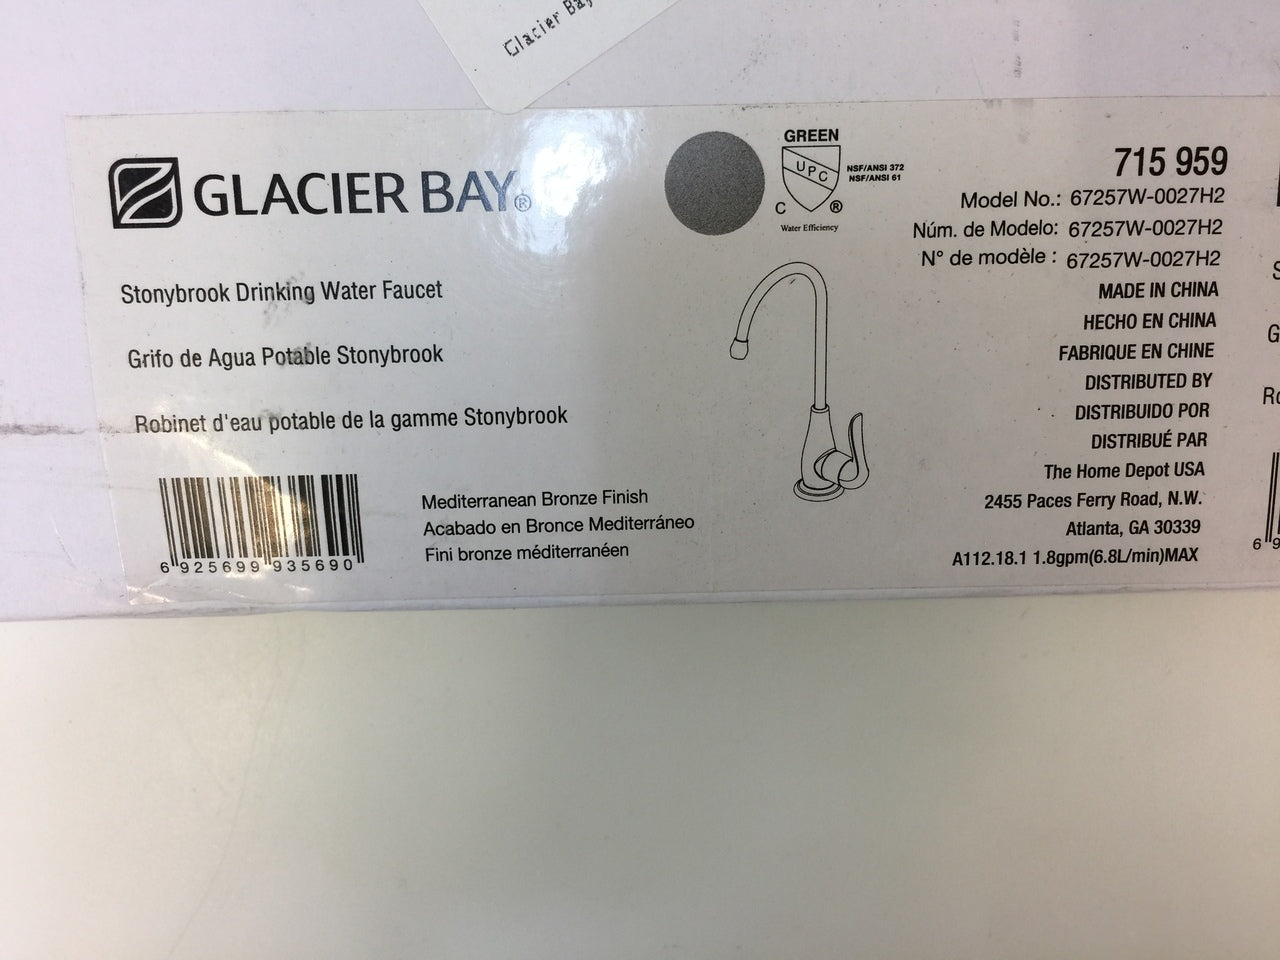 Glacier Bay
GLACIER BAY®
GREEN
UPC
C ®
NSF/ANSI 372
NSF/ANSI 61
Water Efficiency
715 959
Model No.: 67257W-0027H2
Núm. de Modelo: 67257W-0027H2
N° de modèle : 67257W-0027H2
Stonybrook Drinking Water Faucet
Grifo de Agua Potable Stonybrook
Robinet d'eau potable de la gamme Stonybrook
MADE IN CHINA
HECHO EN CHINA
FABRIQUE EN CHINE
DISTRIBUTED BY
DISTRIBUIDO POR
DISTRIBUÉ PAR
The Home Depot USA
2455 Paces Ferry Road, N.W.
Atlanta, GA 30339
A112.18.1 1.8gpm(6.8L/min)MAX
Mediterranean Bronze Finish
Acabado en Bronce Mediterráneo
Fini bronze méditerranéen
6 925699 935690